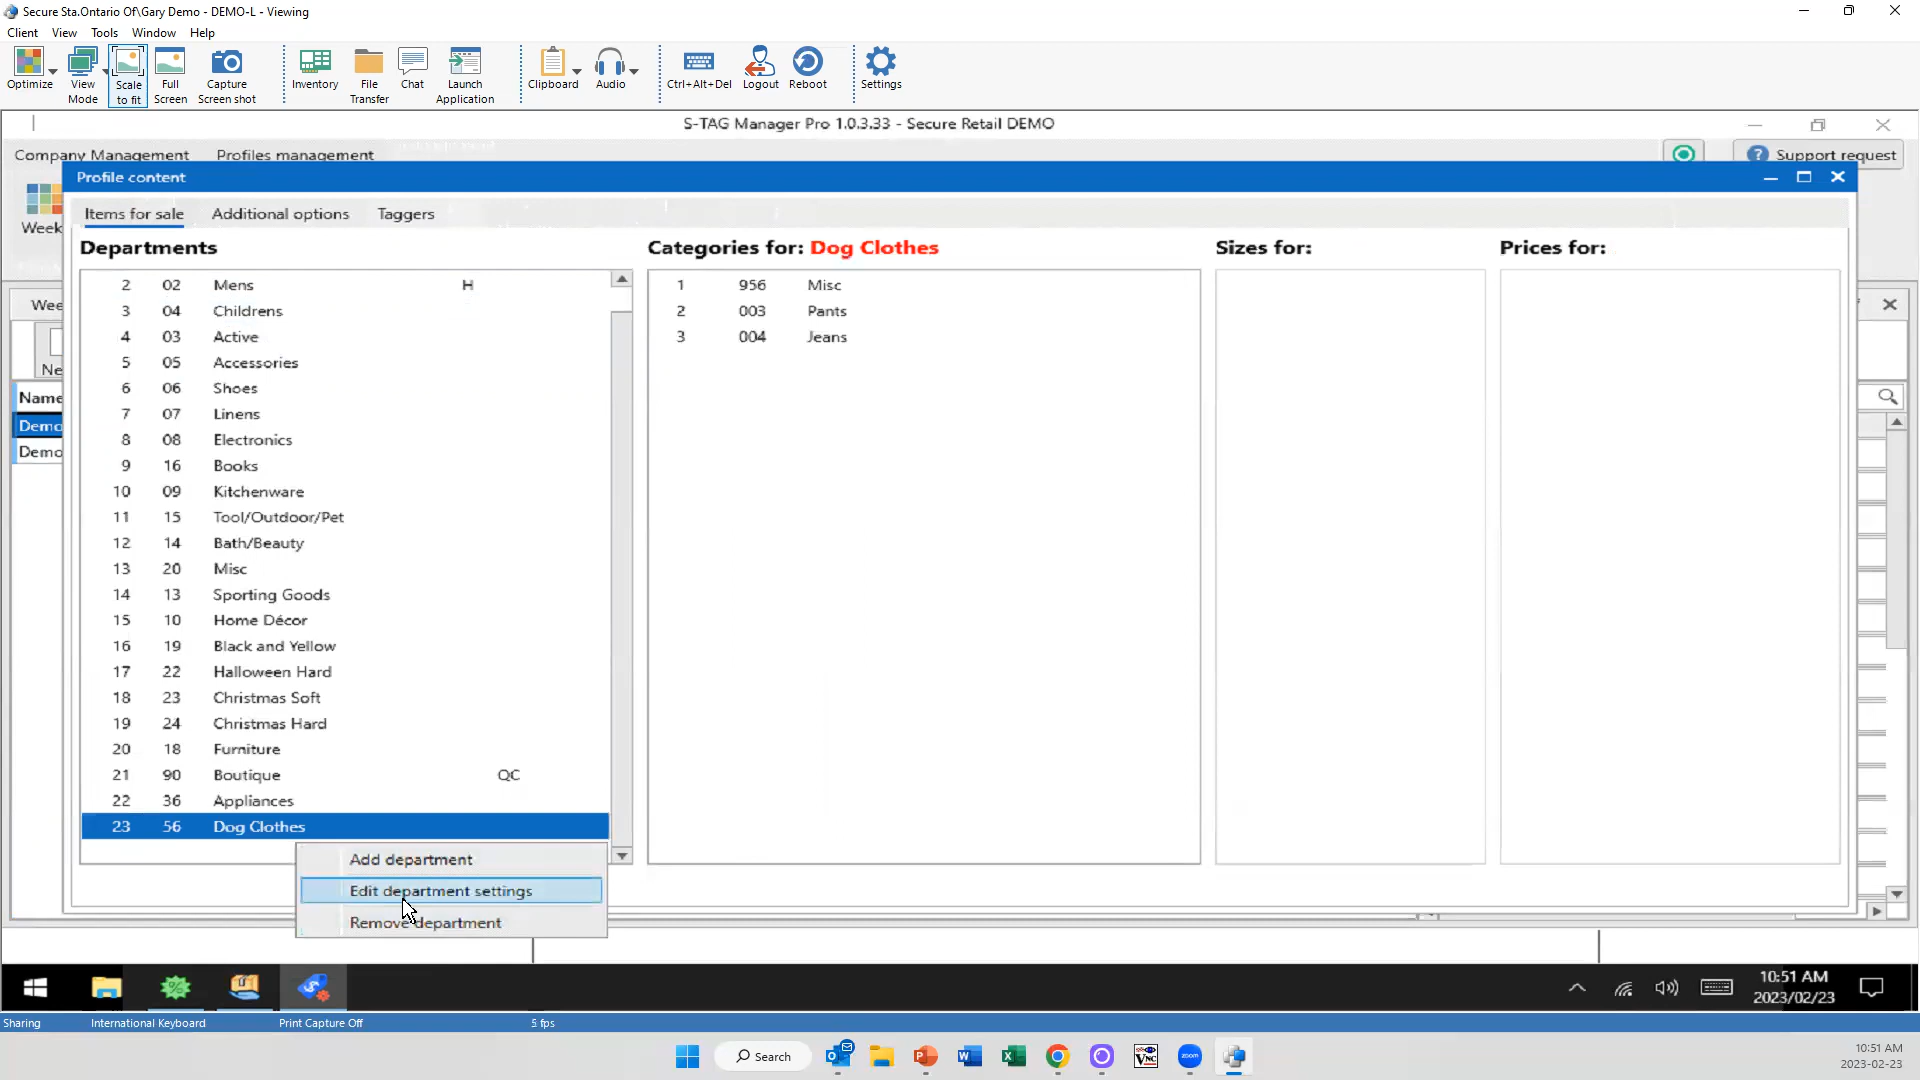 Secure Sta.Ontario Of\Gary Demo - DEMO-L - Viewing
Client View Tools Window Help
Optimize View Mode Scale to fit Full Screen Capture Screen shot Inventory File Transfer Chat Launch Application Clipboard Audio Ctrl+Alt+Del Logout Reboot Settings
S-TAG Manager Pro 1.0.3.33 - Secure Retail DEMO
Company Management Profiles management Support request
Profile content
Week
Items for sale Additional options Taggers
Departments Categories for: Dog Clothes Sizes for: Prices for:
2 02 Mens H
3 04 Childrens
4 03 Active
5 05 Accessories
6 06 Shoes
7 07 Linens
8 08 Electronics
9 16 Books
10 09 Kitchenware
11 15 Tool/Outdoor/Pet
12 14 Bath/Beauty
13 20 Misc
14 13 Sporting Goods
15 10 Home Décor
16 19 Black and Yellow
17 22 Halloween Hard
18 23 Christmas Soft
19 24 Christmas Hard
20 18 Furniture
21 90 Boutique QC
22 36 Appliances
23 56 Dog Clothes
1 956 Misc
2 003 Pants
3 004 Jeans
Wee
Ne
Name
Demo
Demo
Add department
Edit department settings
Remove department
10:51 AM
2023/02/23
Sharing International Keyboard Print Capture Off 5 fps
Search
VNC
zoom
10:51 AM
2023-02-23